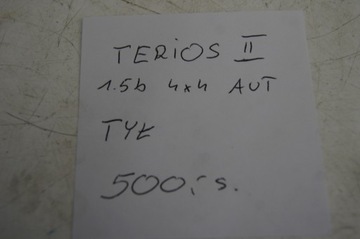 TERIOS II
1.5b 4x4 AUT
TYŁ
500,- s.